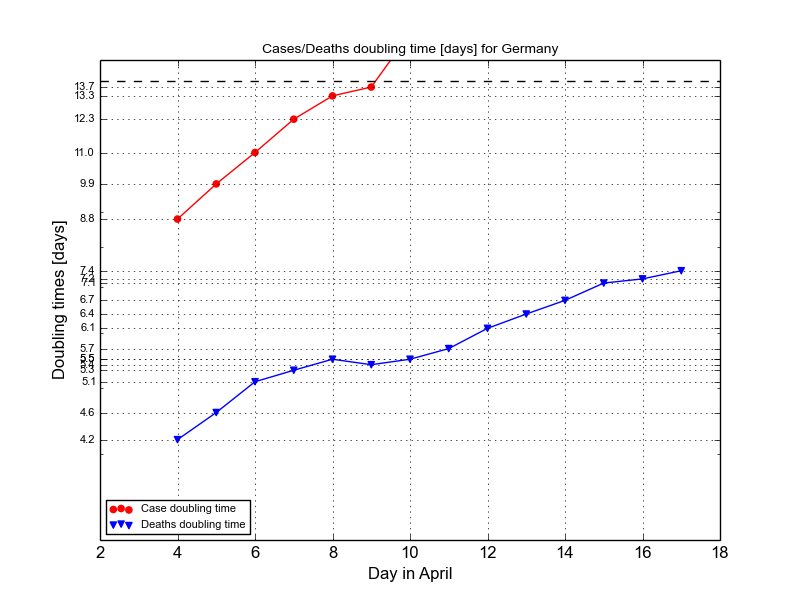 Cases/Deaths doubling time [days] for Germany
13.7
13.3
12.3
11.0
9.9
8.8
7.4
6.7
6.4
6.1
5.7
5.5
5.1
4.6
4.2
Doubling times [days]
Case doubling time
Deaths doubling time
2 4 6 8 10 12 14 16 18
Day in April